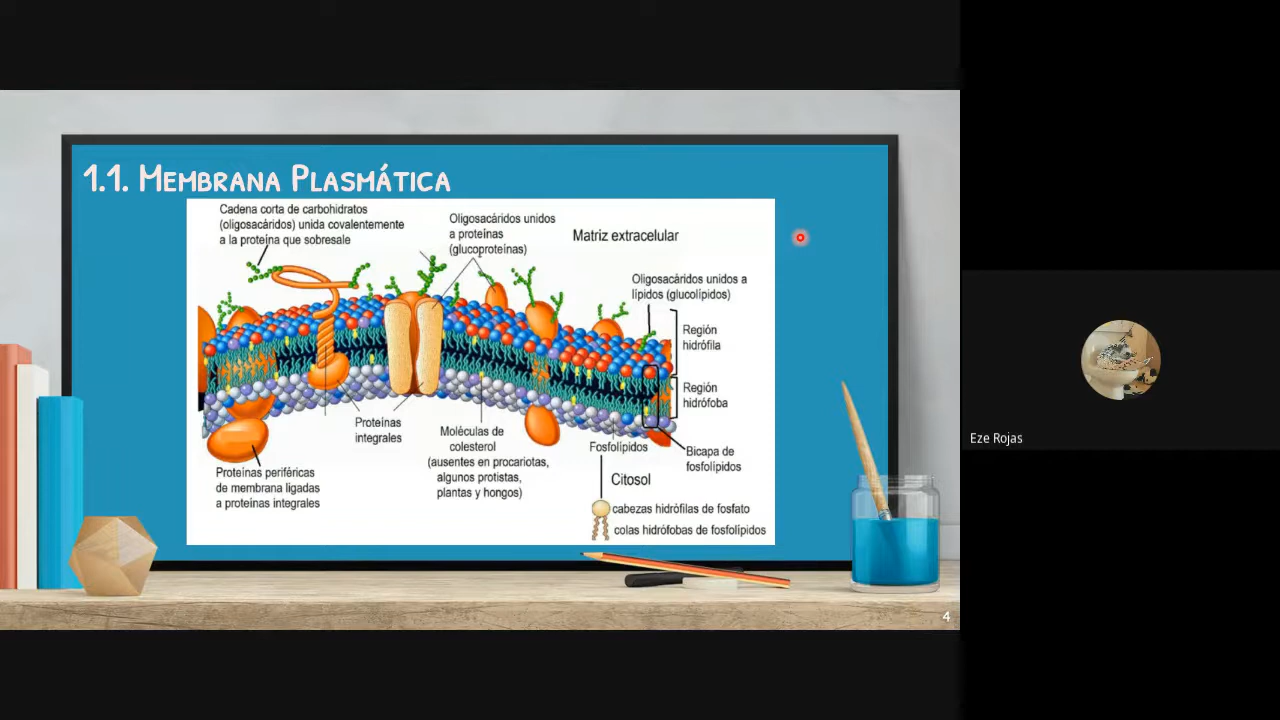 1.1. Membrana Plasmática
Cadena corta de carbohidratos
(oligosacáridos) unida covalentemente
a la proteína que sobresale
Oligosacáridos unidos
a proteínas
(glucoproteínas)
Matriz extracelular
Oligosacáridos unidos a
lípidos (glucolípidos)
Región
hidrófila
Región
hidrófoba
Proteínas
integrales
Moléculas de
colesterol
(ausentes en procariotas,
algunos protistas,
plantas y hongos)
Fosfolípidos
Bicapa de
fosfolípidos
Citosol
Proteínas periféricas
de membrana ligadas
a proteínas integrales
cabezas hidrófilas de fosfato
colas hidrófobas de fosfolípidos
4
Eze Rojas